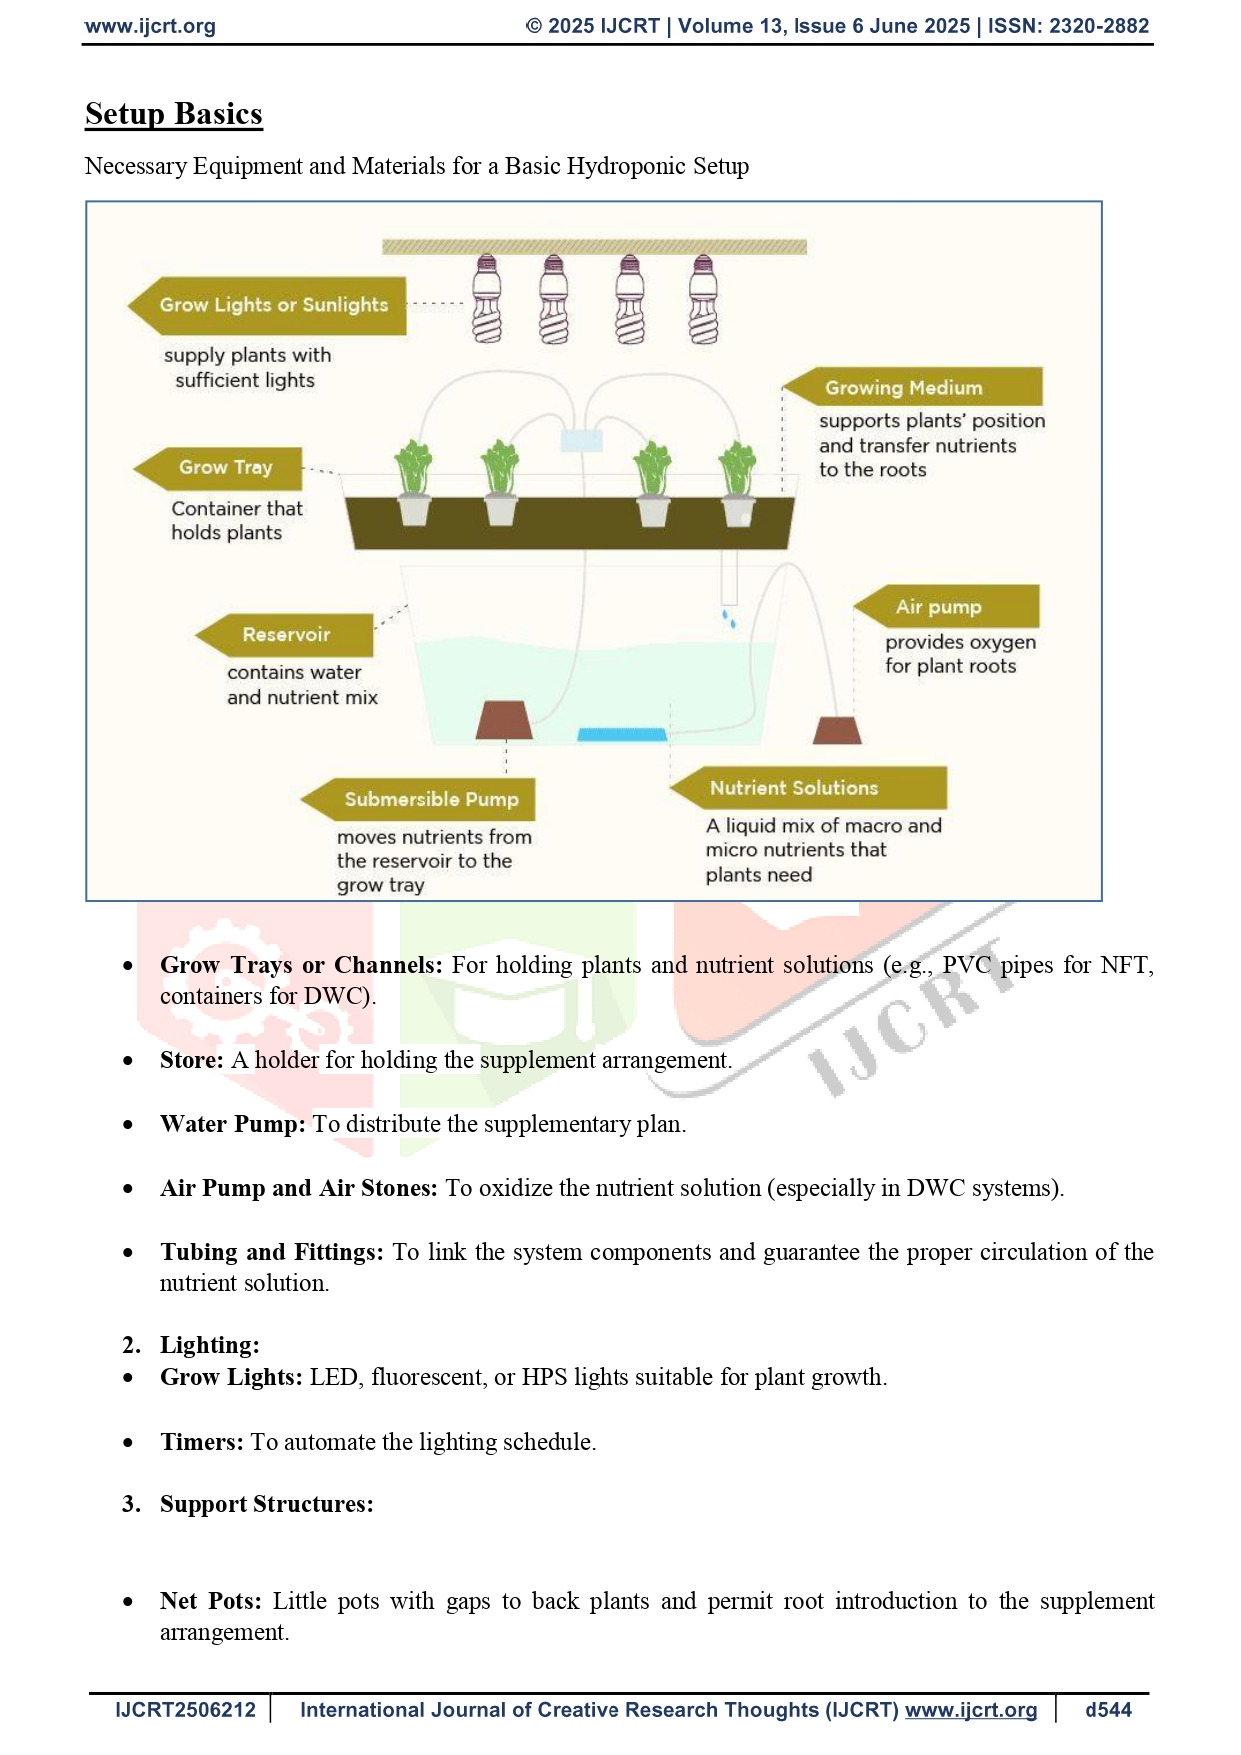 www.ijcrt.org © 2025 IJCRT | Volume 13, Issue 6 June 2025 | ISSN: 2320-2882
Setup Basics
Necessary Equipment and Materials for a Basic Hydroponic Setup
Grow Lights or Sunlights
supply plants with
sufficient lights
Growing Medium
supports plants’ position
and transfer nutrients
to the roots
Grow Tray
Container that
holds plants
Air pump
provides oxygen
for plant roots
Reservoir
contains water
and nutrient mix
Submersible Pump
moves nutrients from
the reservoir to the
grow tray
Nutrient Solutions
A liquid mix of macro and
micro nutrients that
plants need
• Grow Trays or Channels: For holding plants and nutrient solutions (e.g., PVC pipes for NFT,
containers for DWC).
IJCRT
• Store: A holder for holding the supplement arrangement.
• Water Pump: To distribute the supplementary plan.
• Air Pump and Air Stones: To oxidize the nutrient solution (especially in DWC systems).
• Tubing and Fittings: To link the system components and guarantee the proper circulation of the
nutrient solution.
2. Lighting:
• Grow Lights: LED, fluorescent, or HPS lights suitable for plant growth.
• Timers: To automate the lighting schedule.
3. Support Structures:
• Net Pots: Little pots with gaps to back plants and permit root introduction to the supplement
arrangement.
IJCRT2506212 International Journal of Creative Research Thoughts (IJCRT) www.ijcrt.org d544